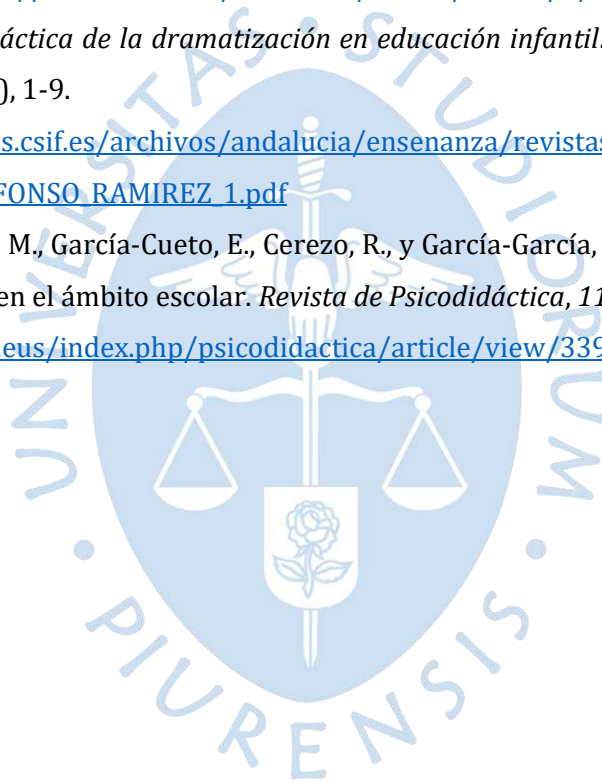 áctica de la dramatización en educación infantil.
), 1-9.
s.csif.es/archivos/andalucia/ensenanza/revistas
FONSO_RAMIREZ_1.pdf
M., García-Cueto, E., Cerezo, R., y García-García,
en el ámbito escolar. Revista de Psicodidáctica, 11
.eus/index.php/psicodidactica/article/view/339
UNIVERSITAS • STUDIORUM • PIURENSIS •